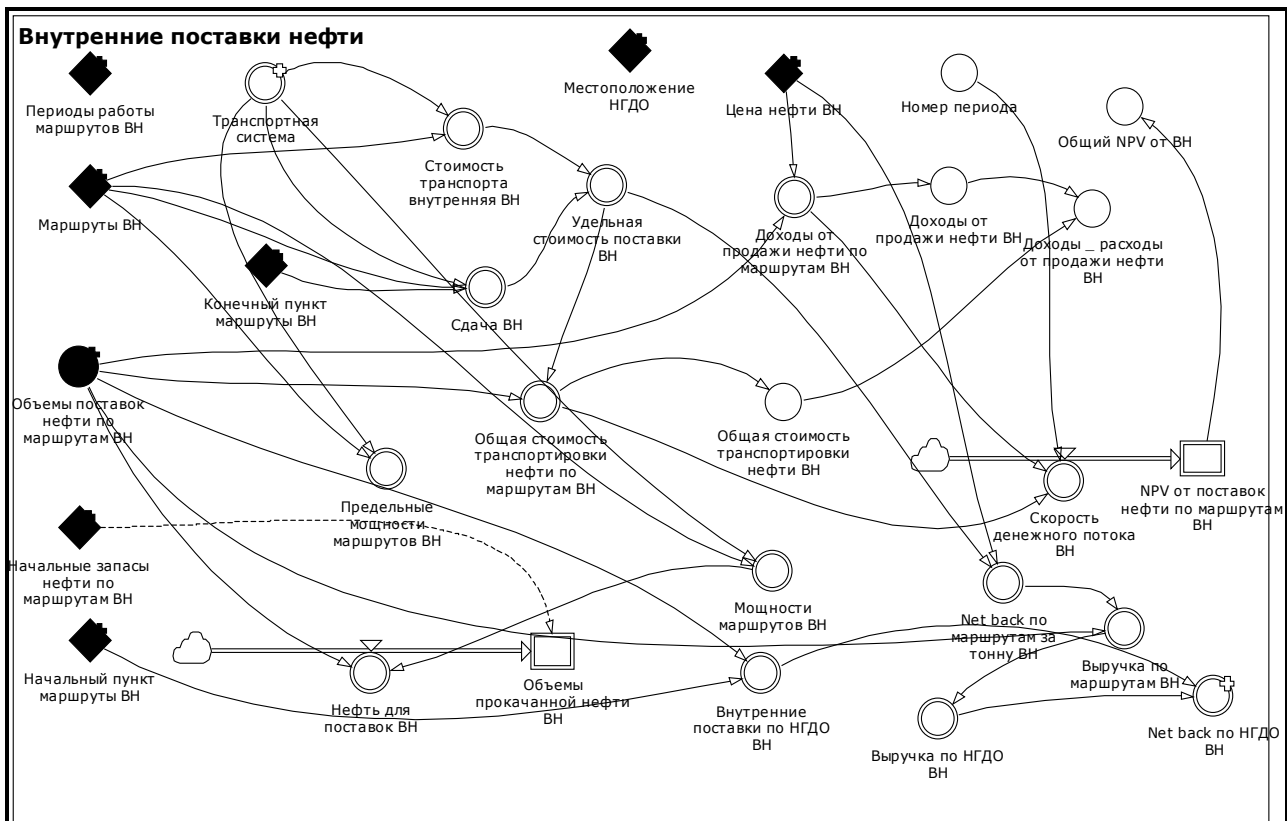 Внутренние поставки нефти
Периоды работы
маршрутов ВН
Транспортная
система
Местоположение
НГДО
Цена нефти ВН
Номер периода
Общий NPV от ВН
Стоимость
транспорта
внутренняя ВН
Маршруты ВН
Удельная
стоимость поставки
ВН
Доходы от
продажи нефти по
маршрутам ВН
Доходы от
продажи нефти ВН
Доходы _ расходы
от продажи нефти
ВН
Конечный пункт
маршруты ВН
Сдача ВН
Объемы поставок
нефти по
маршрутам ВН
Общая стоимость
транспортировки
нефти по
маршрутам ВН
Общая стоимость
транспортировки
нефти ВН
Предельные
мощности
маршрутов ВН
Скорость
денежного потока
ВН
NPV от поставок
нефти по маршрутам
ВН
Начальные запасы
нефти по
маршрутам ВН
Мощности
маршрутов ВН
Net back по
маршрутам за
тонну ВН
Выручка по
маршрутам ВН
Начальный пункт
маршруты ВН
Нефть для
поставок ВН
Объемы
прокачанной нефти
ВН
Внутренние
поставки по НГДО
ВН
Выручка по НГДО
ВН
Net back по НГДО
ВН